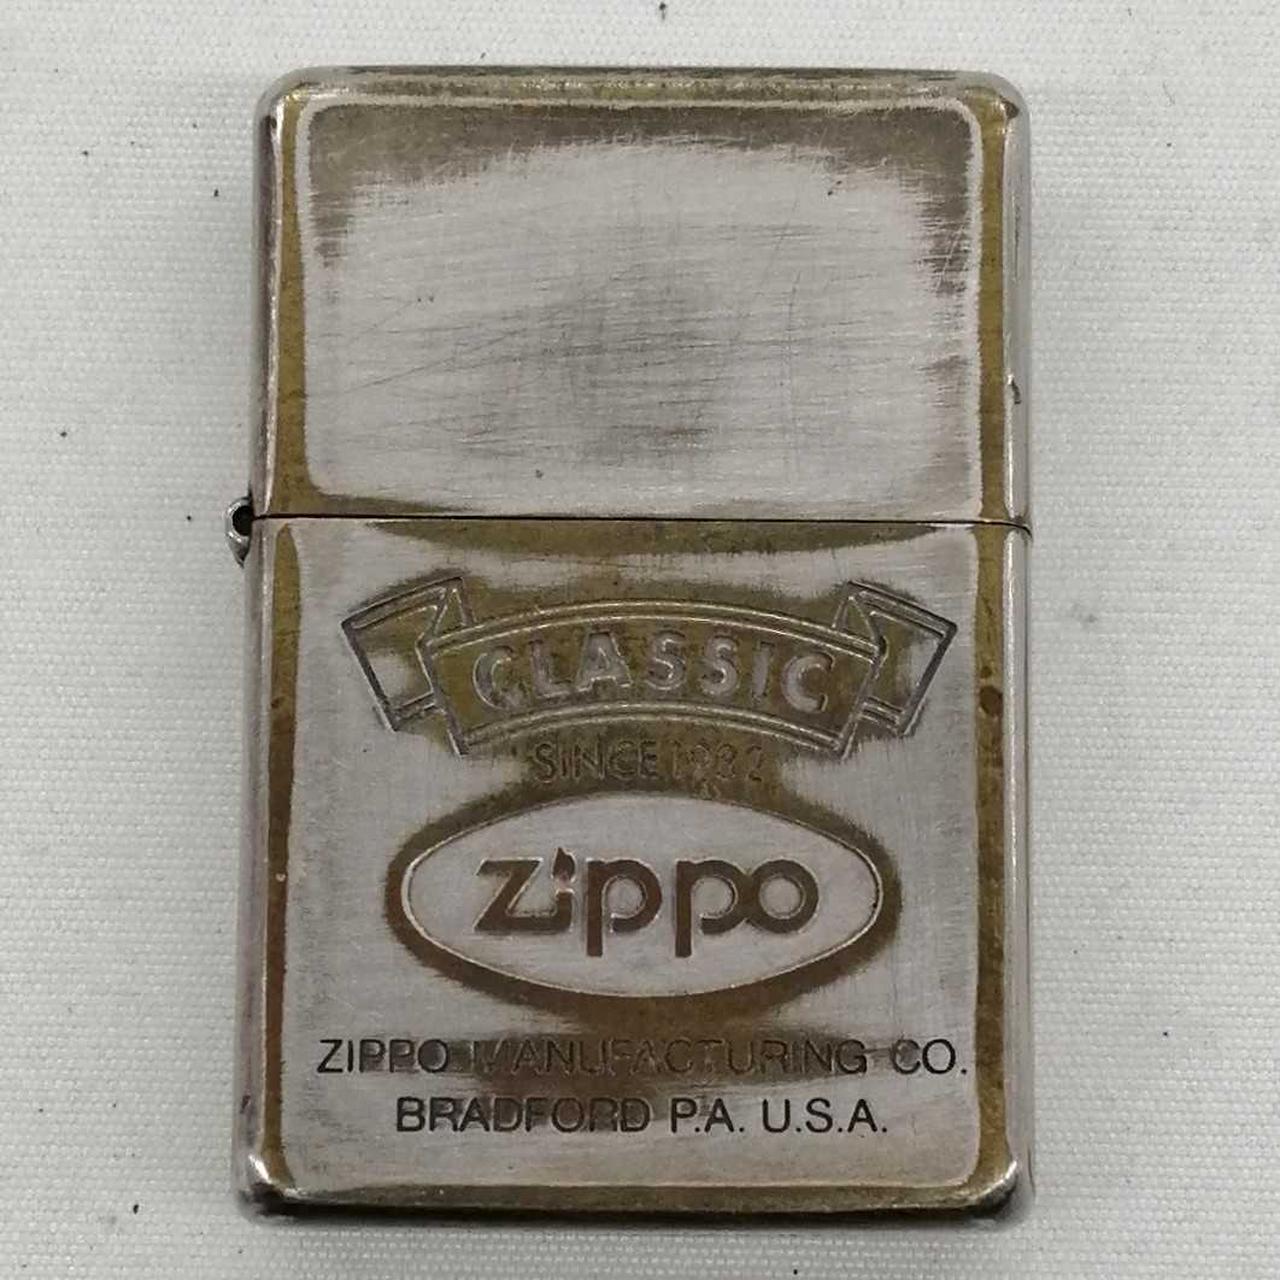 CLASSIC
SINCE 1932
zippo
ZIPPO MANUFACTURING CO.
BRADFORD P.A. U.S.A.